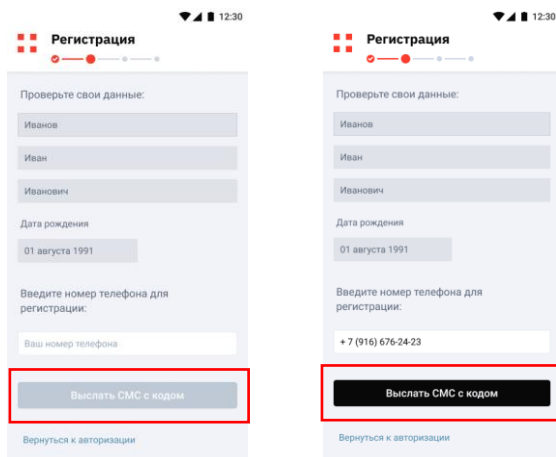 12:30
Регистрация
Проверьте свои данные:
Иванов
Иван
Иванович
Дата рождения
01 августа 1991
Введите номер телефона для
регистрации:
Ваш номер телефона
Выслать СМС с кодом
Вернуться к авторизации
12:30
Регистрация
Проверьте свои данные:
Иванов
Иван
Иванович
Дата рождения
01 августа 1991
Введите номер телефона для
регистрации:
+ 7 (916) 676-24-23
Выслать СМС с кодом
Вернуться к авторизации